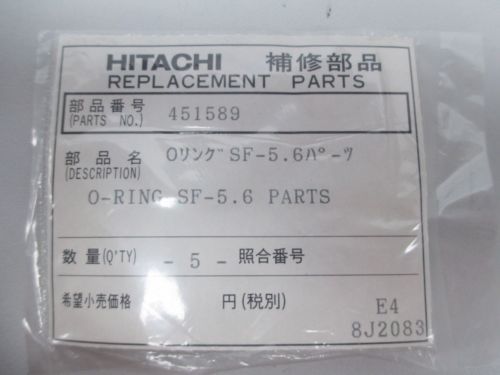 HITACHI 補修部品
REPLACEMENT PARTS
部品番号 451589
(PARTS NO.)
部品名 Oリング SF-5.6パーツ
(DESCRIPTION)
O-RING SF-5.6 PARTS
数量(Q'TY) - 5 - 照合番号
希望小売価格 円(税別) E4
8J2083